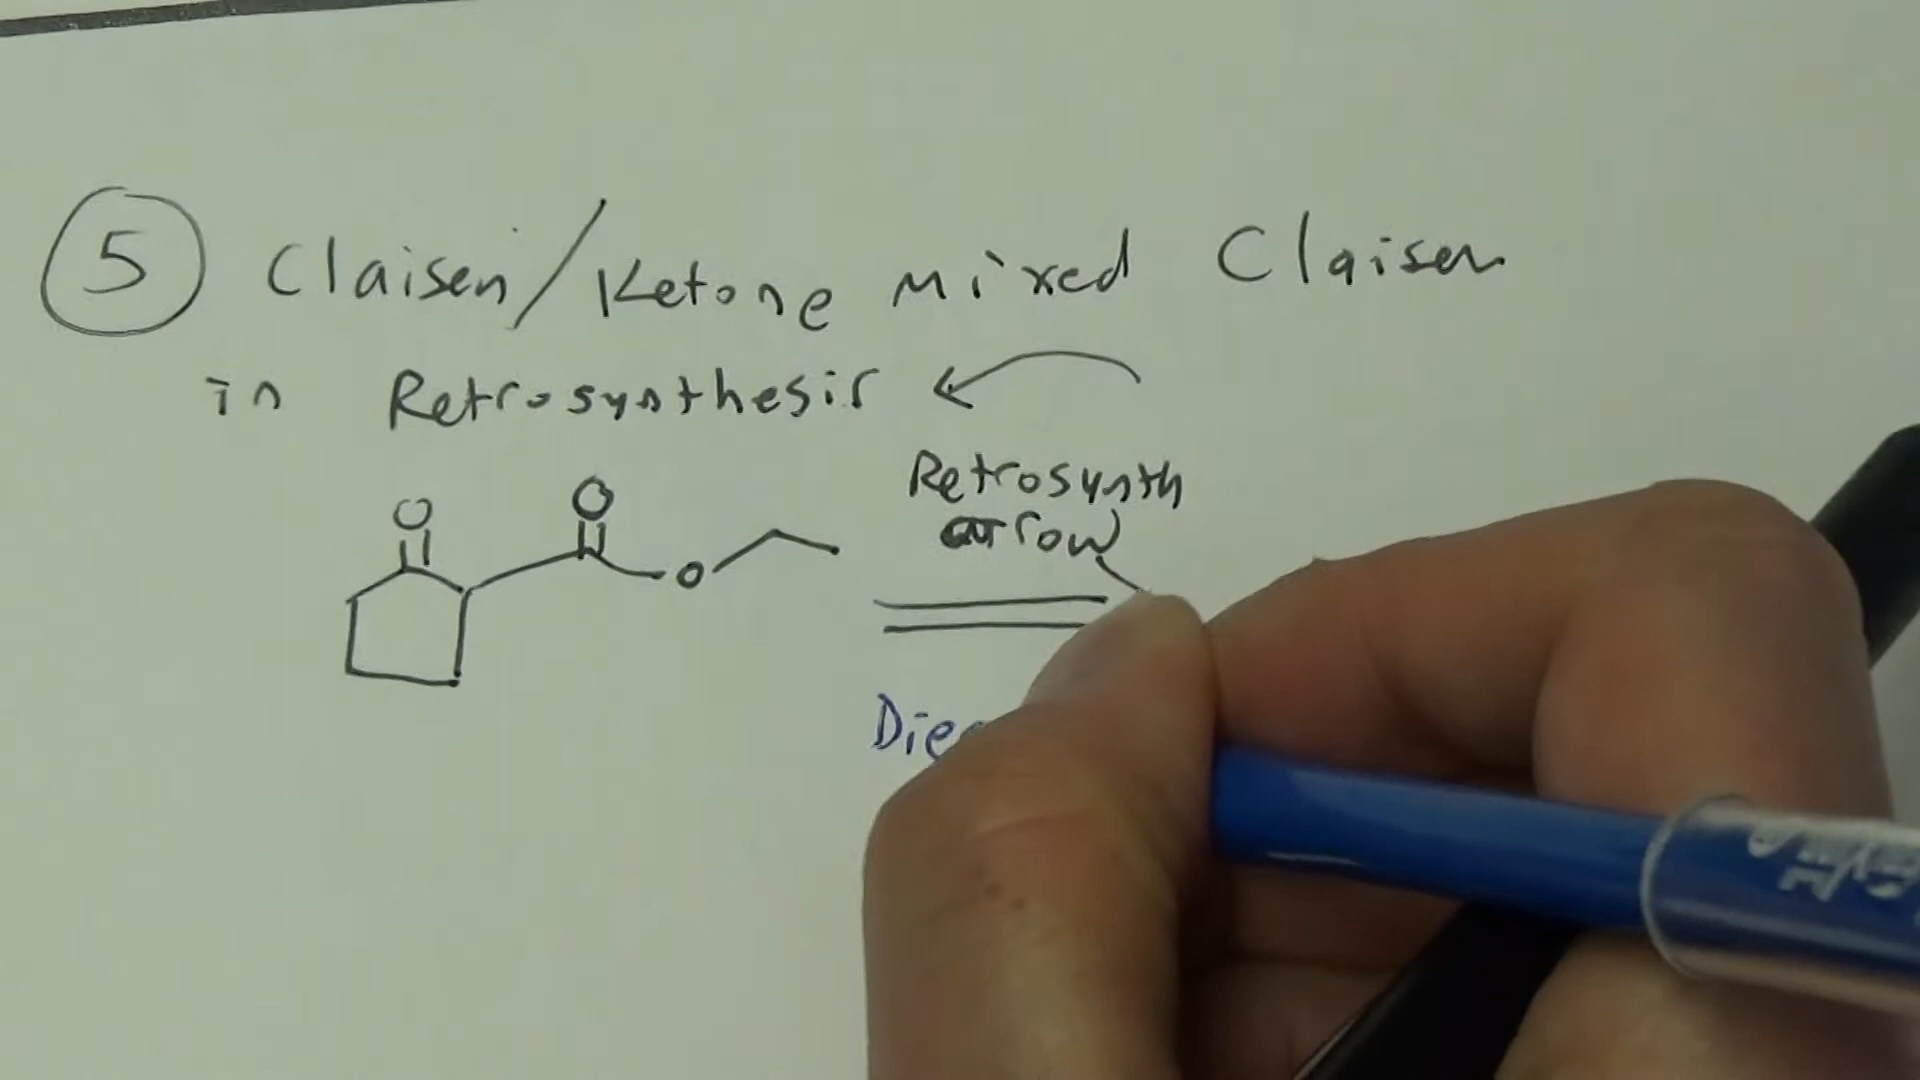 5 Claisen/Ketone mixed Claisen
in Retrosynthesis
Retrosynth
arrow
O O
O